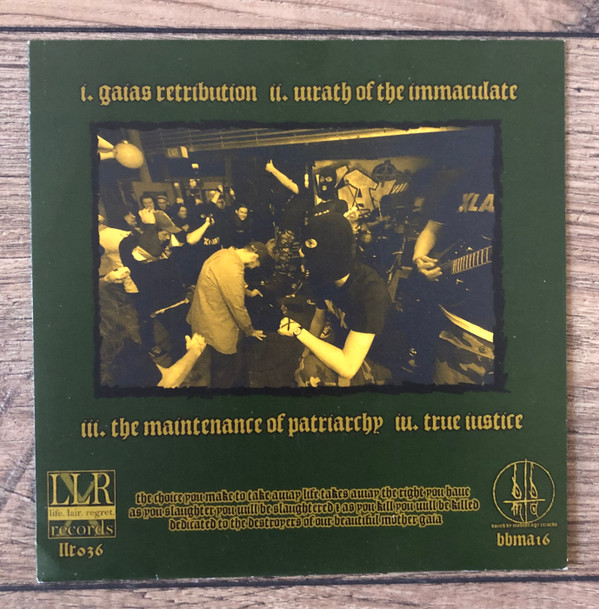 i. gaias retribution ii. wrath of the immaculate
XLA
iii. the maintenance of patriarchy iv. true justice
LLR
life. lair. regret.
records
llr036
the choice you make to take away life takes away the right you have
as you slaughter you will be slaughtered & as you kill you will be killed
dedicated to the destroyers of our beautiful mother gaia
bbma16